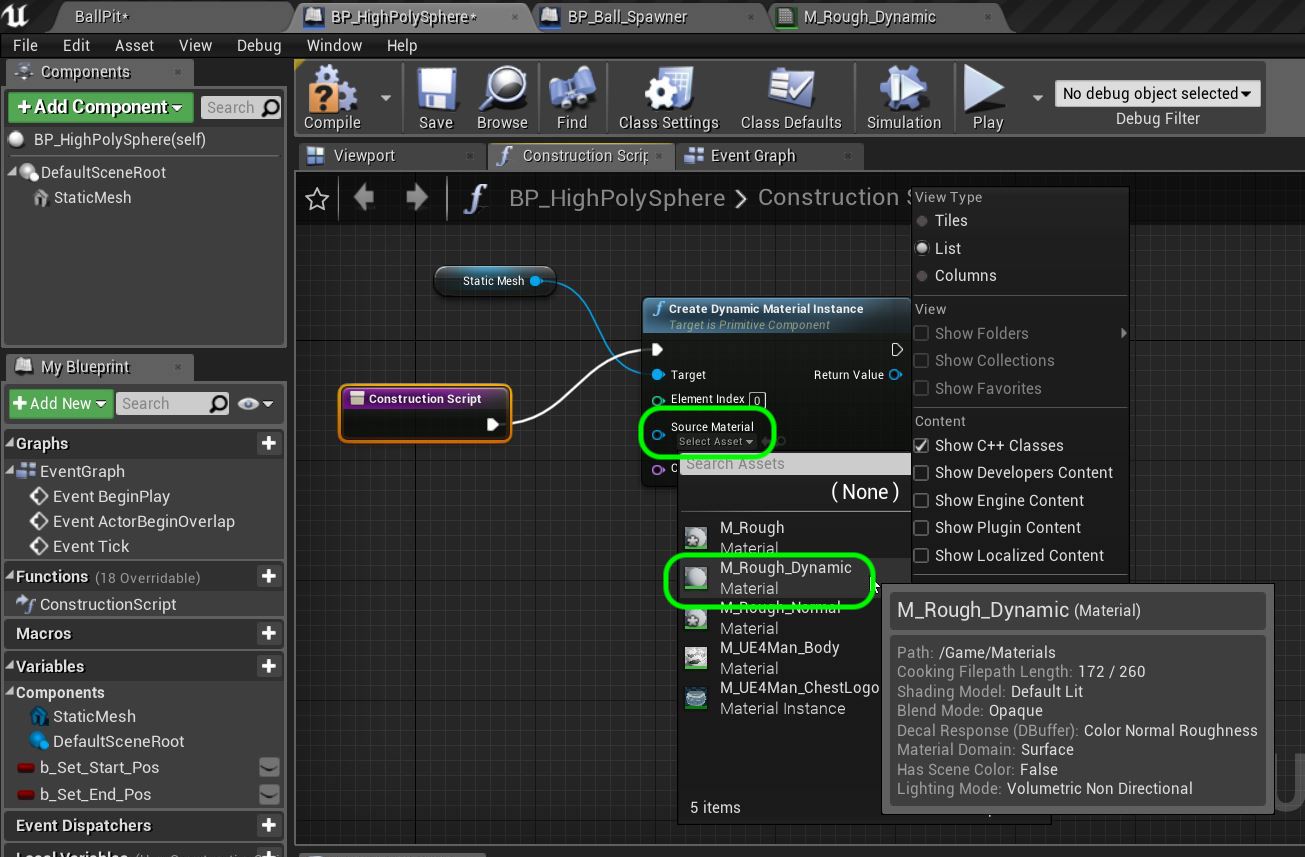 BallPit*
BP_HighPolySphere*
BP_Ball_Spawner
M_Rough_Dynamic
File Edit Asset View Debug Window Help
Components
+Add Component
Search
BP_HighPolySphere(self)
DefaultSceneRoot
StaticMesh
My Blueprint
+Add New
Search
Graphs
EventGraph
Event BeginPlay
Event ActorBeginOverlap
Event Tick
Functions (18 Overridable)
ConstructionScript
Macros
Variables
Components
StaticMesh
DefaultSceneRoot
b_Set_Start_Pos
b_Set_End_Pos
Event Dispatchers
Compile
Save
Browse
Find
Class Settings
Class Defaults
Simulation
Play
No debug object selected
Debug Filter
Viewport
Construction Scrip
Event Graph
BP_HighPolySphere > Construction
Static Mesh
Construction Script
Create Dynamic Material Instance
Target is Primitive Component
Target
Return Value
Element Index 0
Source Material
Select Asset
Search Assets
( None )
M_Rough
Material
M_Rough_Dynamic
Material
M_Rough_Normal
Material
M_UE4Man_Body
Material
M_UE4Man_ChestLogo
Material Instance
5 items
View Type
Tiles
List
Columns
View
Show Folders
Show Collections
Show Favorites
Content
Show C++ Classes
Show Developers Content
Show Engine Content
Show Plugin Content
Show Localized Content
M_Rough_Dynamic (Material)
Path: /Game/Materials
Cooking Filepath Length: 172 / 260
Shading Model: Default Lit
Blend Mode: Opaque
Decal Response (DBuffer): Color Normal Roughness
Material Domain: Surface
Has Scene Color: False
Lighting Mode: Volumetric Non Directional